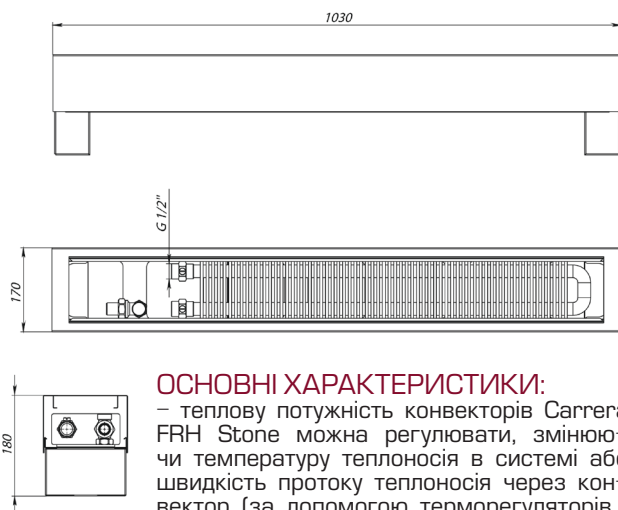 1030
G 1/2"
170
180
ОСНОВНІ ХАРАКТЕРИСТИКИ:
– теплову потужність конвекторів Carrera
FRH Stone можна регулювати, змінюю-
чи температуру теплоносія в системі або
швидкість протоку теплоносія через кон-
вектор (за допомогою терморегуляторів